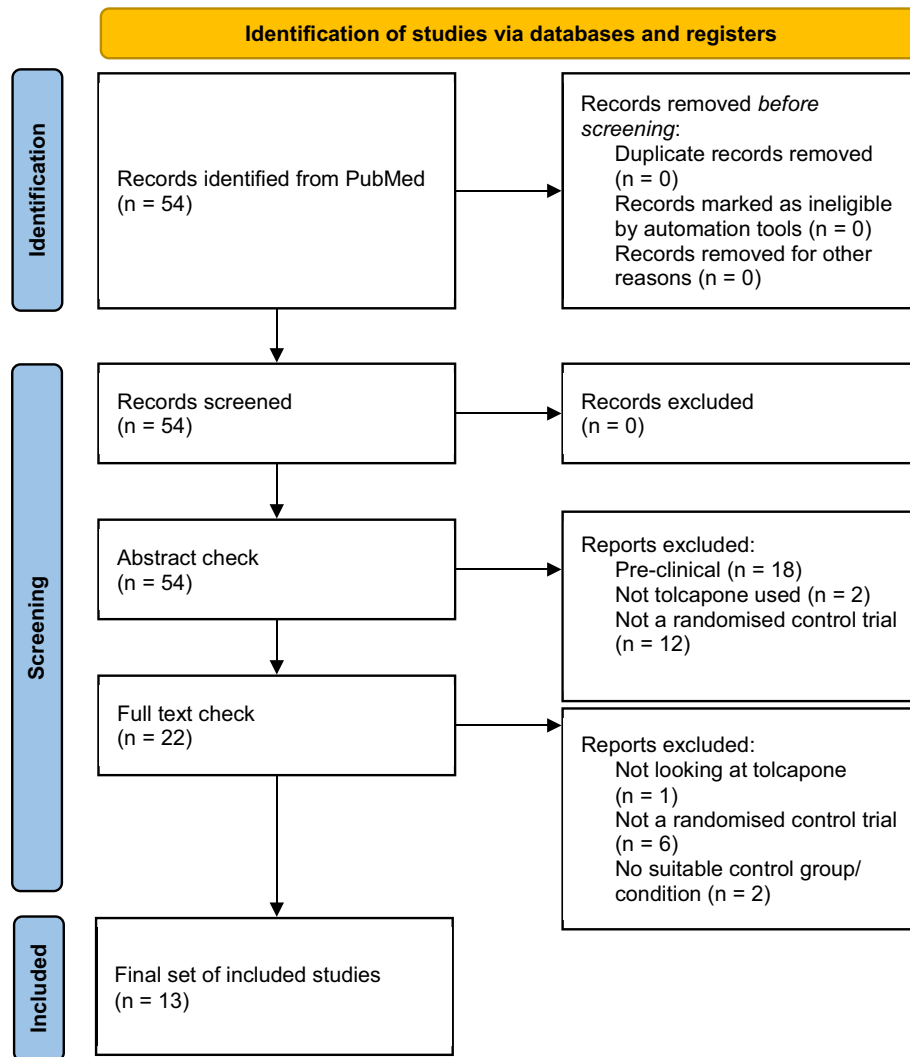 Identification of studies via databases and registers
Identification
Records identified from PubMed
(n = 54)
Records removed before
screening:
Duplicate records removed
(n = 0)
Records marked as ineligible
by automation tools (n = 0)
Records removed for other
reasons (n = 0)
Screening
Records screened
(n = 54)
Records excluded
(n = 0)
Abstract check
(n = 54)
Reports excluded:
Pre-clinical (n = 18)
Not tolcapone used (n = 2)
Not a randomised control trial
(n = 12)
Full text check
(n = 22)
Reports excluded:
Not looking at tolcapone
(n = 1)
Not a randomised control trial
(n = 6)
No suitable control group/
condition (n = 2)
Included
Final set of included studies
(n = 13)